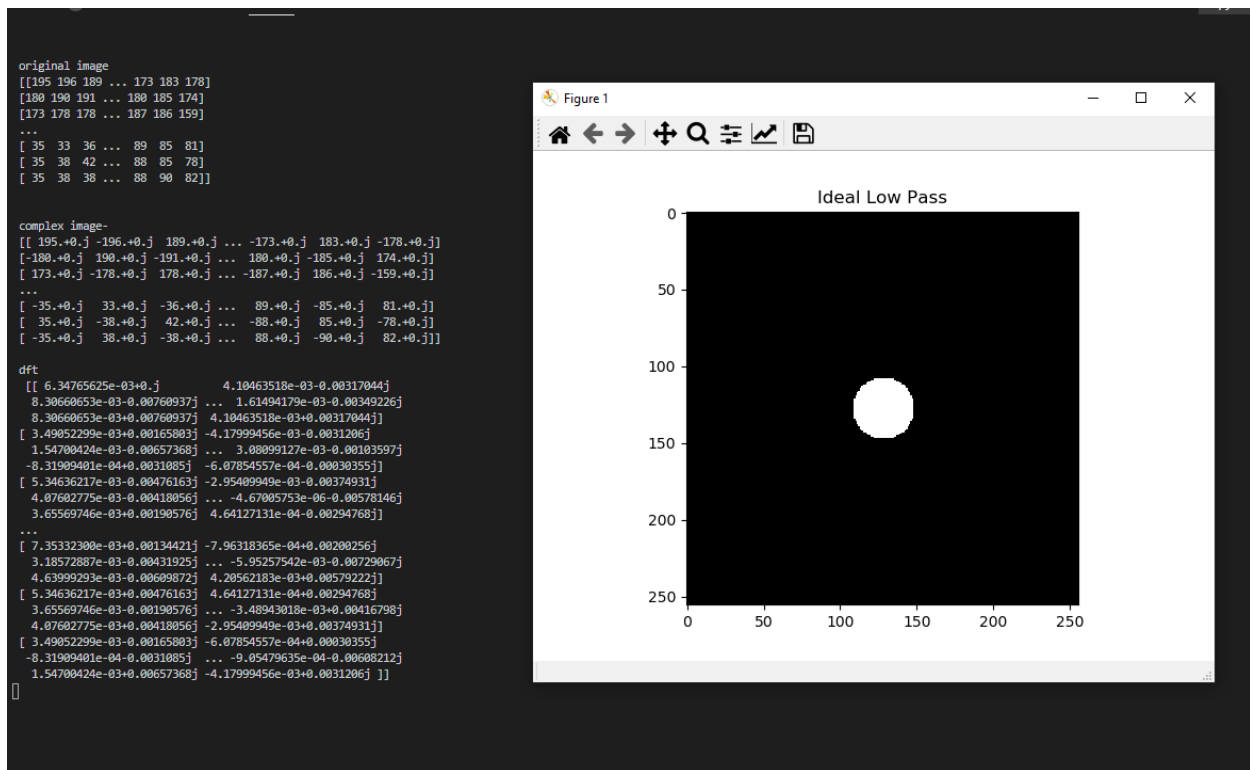 original image
[[195 196 189 ... 173 183 178]
[180 190 191 ... 180 185 174]
[173 178 178 ... 187 186 159]
...
[ 35 33 36 ... 89 85 81]
[ 35 38 42 ... 88 85 78]
[ 35 38 38 ... 88 90 82]]
complex image-
[[ 195.+0.j -196.+0.j 189.+0.j ... -173.+0.j 183.+0.j -178.+0.j]
[-180.+0.j 190.+0.j -191.+0.j ... 180.+0.j -185.+0.j 174.+0.j]
[ 173.+0.j -178.+0.j 178.+0.j ... -187.+0.j 186.+0.j -159.+0.j]
...
[ -35.+0.j 33.+0.j -36.+0.j ... 89.+0.j -85.+0.j 81.+0.j]
[ 35.+0.j -38.+0.j 42.+0.j ... -88.+0.j 85.+0.j -78.+0.j]
[ -35.+0.j 38.+0.j -38.+0.j ... 88.+0.j -90.+0.j 82.+0.j]]
dft
[[ 6.34765625e-03+0.j 4.10463518e-03-0.00317044j
8.30660653e-03-0.00760937j ... 1.61494179e-03-0.00349226j
8.30660653e-03+0.00760937j 4.10463518e-03+0.00317044j]
[ 3.49052299e-03+0.00165803j -4.17999456e-03-0.0031206j
1.54700424e-03-0.00657368j ... 3.08099127e-03-0.00103597j
-8.31909401e-04+0.0031085j -6.07854557e-04-0.00030355j]
[ 5.34636217e-03-0.00476163j -2.95409949e-03-0.00374931j
4.07602775e-03-0.00418056j ... -4.67005753e-06-0.00578146j
3.65569746e-03+0.00190576j 4.64127131e-04-0.00294768j]
...
[ 7.35332300e-03+0.00134421j -7.96318365e-04+0.00200256j
3.18572887e-03-0.00431925j ... -5.95257542e-03-0.00729067j
4.63999293e-03-0.00609872j 4.20562183e-03+0.00579222j]
[ 5.34636217e-03+0.00476163j 4.64127131e-04+0.00294768j
3.65569746e-03-0.00190576j ... -3.48943018e-03+0.00416798j
4.07602775e-03+0.00418056j -2.95409949e-03+0.00374931j]
[ 3.49052299e-03-0.00165803j -6.07854557e-04+0.00030355j
-8.31909401e-04-0.0031085j ... -9.05479635e-04-0.00608212j
1.54700424e-03+0.00657368j -4.17999456e-03+0.0031206j ]]
Figure 1
Ideal Low Pass
0
50
100
150
200
250
0 50 100 150 200 250